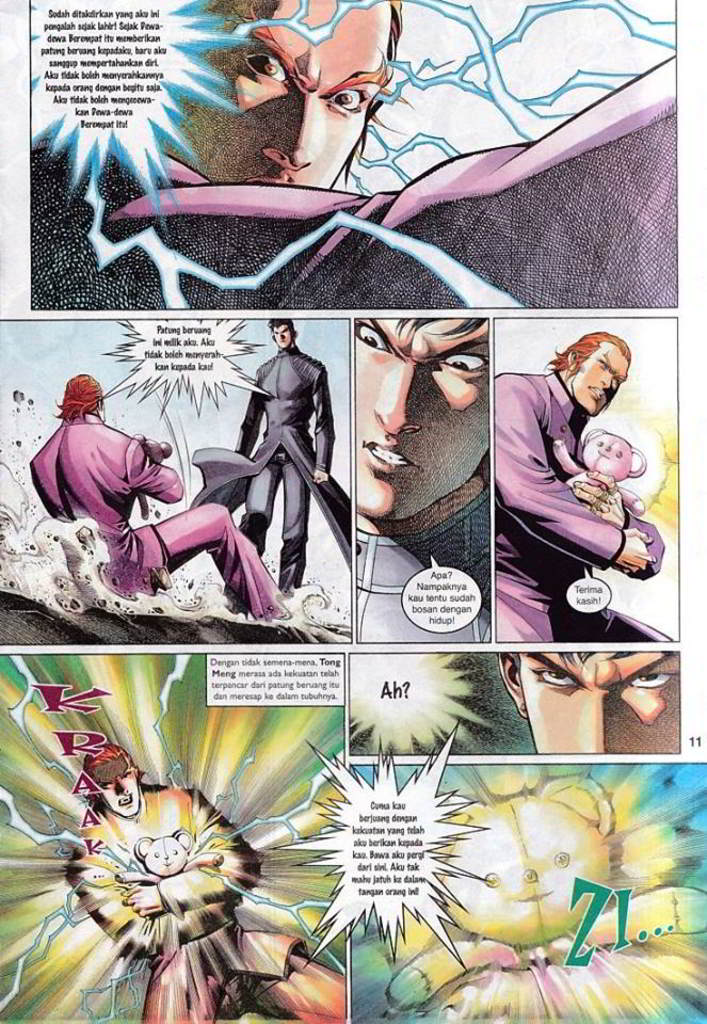 Sudah ditakdirkan yang aku ini
pengalah sejak lahir! Sejak Dewa-
dewa Berempat itu memberikan
patung beruang kepadaku, baru aku
sanggup mempertahankan diri.
Aku tidak boleh menyerahkannya
kepada orang dengan begitu saja.
Aku tidak boleh mengecewa-
kan Dewa-dewa
Berempat itu!
Patung beruang
ini milik aku. Aku
tidak boleh menyerah-
kan kepada kau!
Apa?
Nampaknya
kau tentu sudah
bosan dengan
hidup!
Terima
kasih!
Dengan tidak semena-mena, Tong
Meng merasa ada kekuatan telah
terpancar dari patung beruang itu
dan meresap ke dalam tubuhnya.
KRAAK...
Ah?
11
Cuma kau
berjuang dengan
kekuatan yang telah
aku berikan kepada
kau. Bawa aku pergi
dari sini. Aku tak
mahu jatuh ke dalam
tangan orang ini!
ZI...